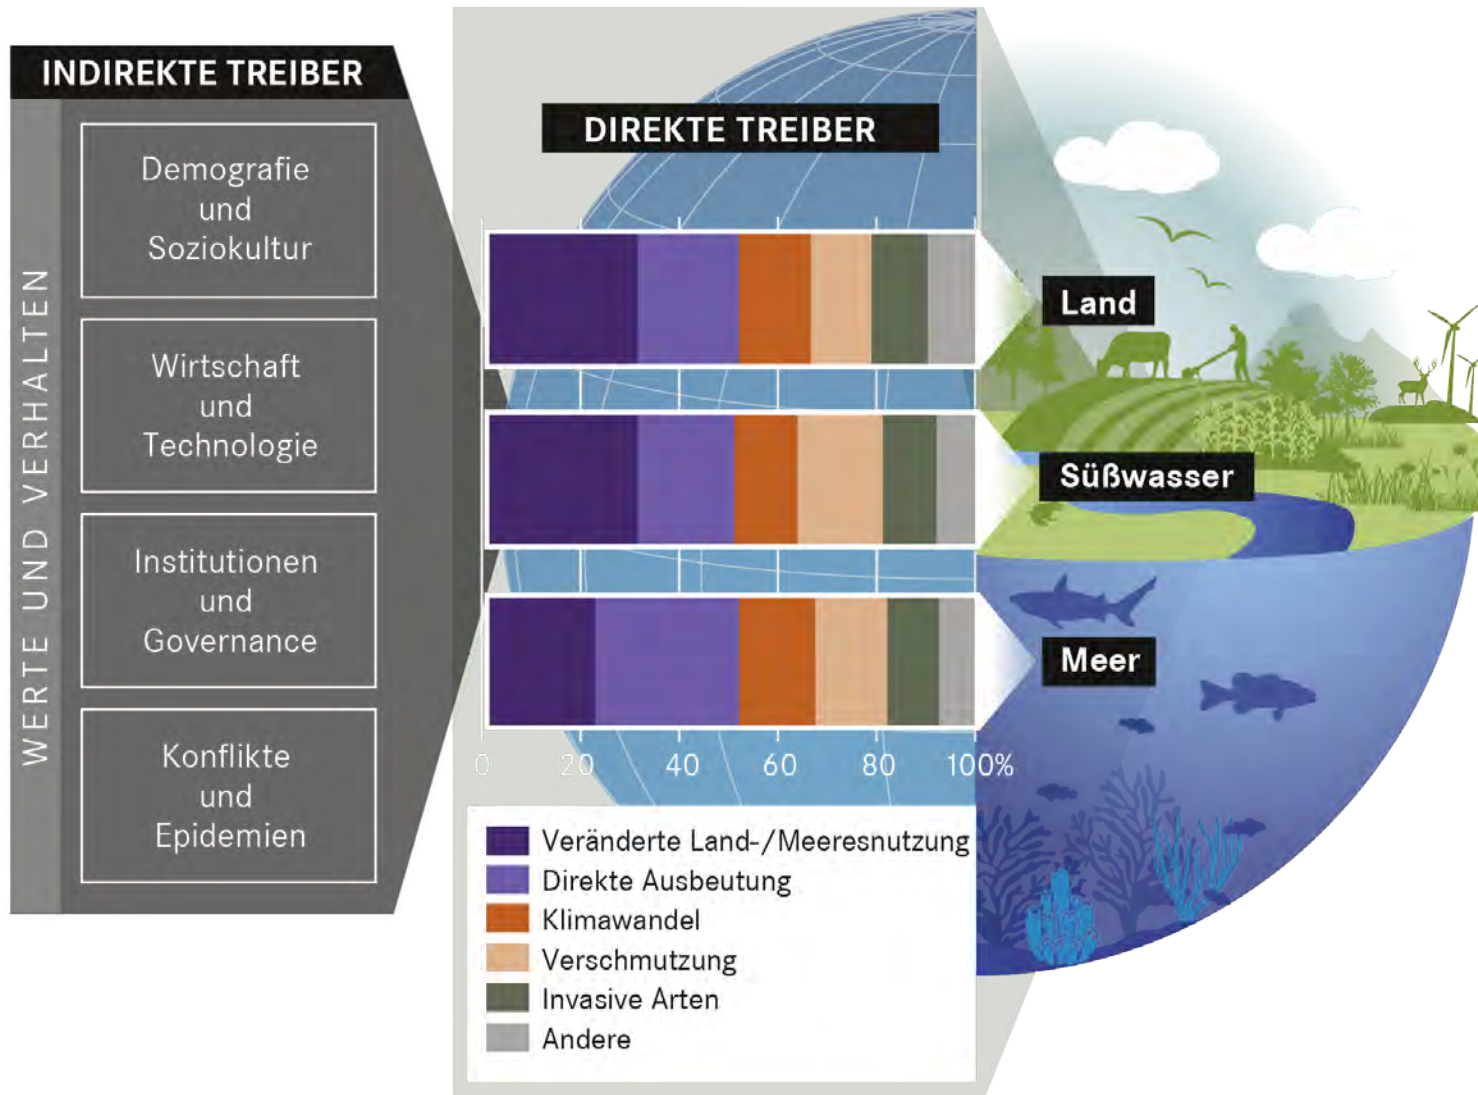 INDIREKTE TREIBER
WERTE UND VERHALTEN
Demografie
und
Soziokultur
Wirtschaft
und
Technologie
Institutionen
und
Governance
Konflikte
und
Epidemien
DIREKTE TREIBER
Land
Süßwasser
Meer
0 20 40 60 80 100%
Veränderte Land-/Meeresnutzung
Direkte Ausbeutung
Klimawandel
Verschmutzung
Invasive Arten
Andere